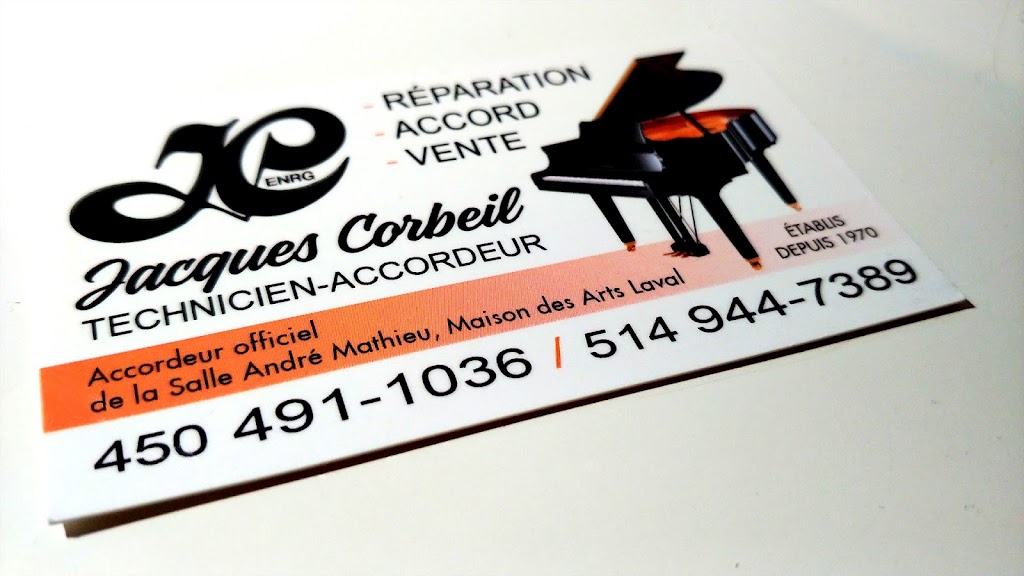 JC
ENRG
- RÉPARATION
- ACCORD
- VENTE
Jacques Corbeil
TECHNICIEN-ACCORDEUR
ÉTABLIS
DEPUIS 1970
Accordeur officiel
de la Salle André Mathieu, Maison des Arts Laval
450 491-1036 / 514 944-7389